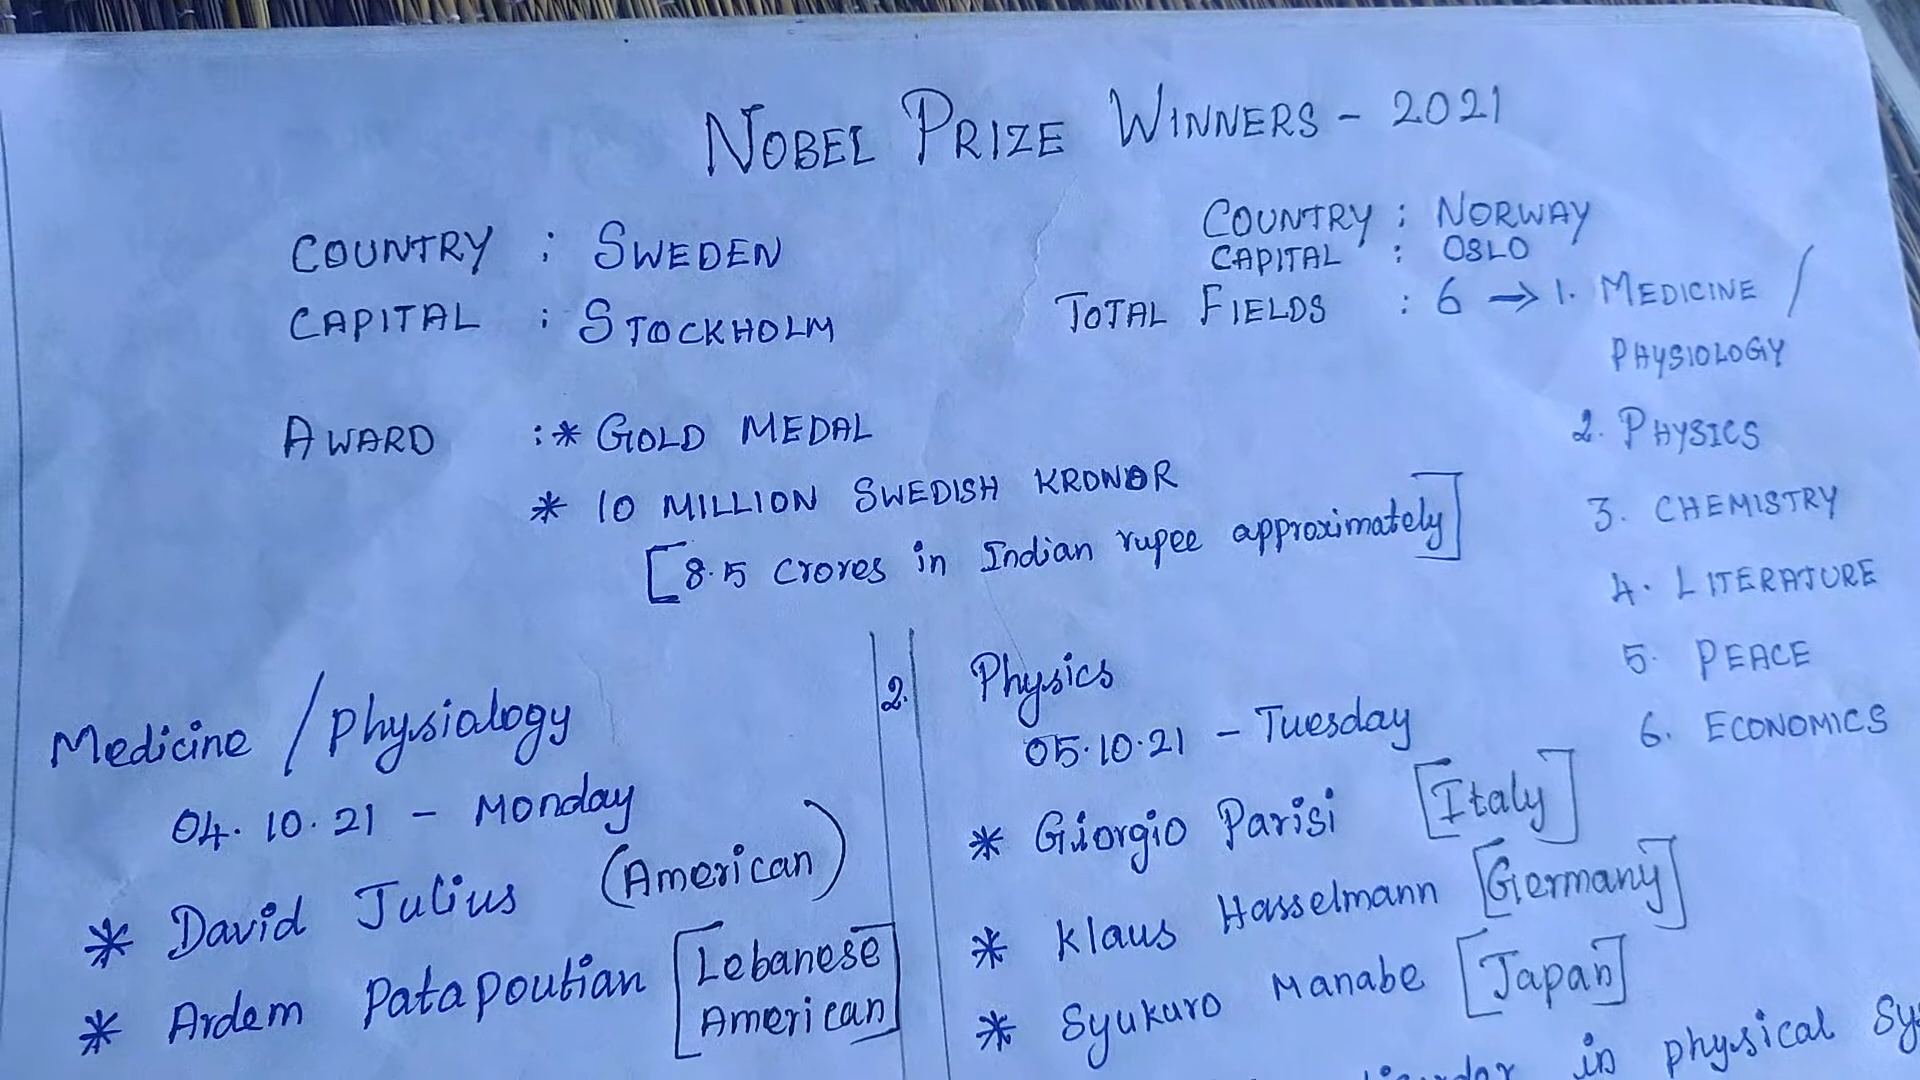 NOBEL PRIZE WINNERS - 2021
COUNTRY : SWEDEN
CAPITAL : STOCKHOLM
COUNTRY : NORWAY
CAPITAL : OSLO
TOTAL FIELDS : 6 → 1. MEDICINE /
PHYSIOLOGY
2. PHYSICS
3. CHEMISTRY
4. LITERATURE
5. PEACE
6. ECONOMICS
AWARD :* GOLD MEDAL
* 10 MILLION SWEDISH KRONOR
[8.5 crores in Indian rupee approximately]
Medicine / Physiology
04.10.21 - Monday
* David Julius (American)
* Ardem Patapoutian [Lebanese
American]
2. Physics
05.10.21 - Tuesday
* Giorgio Parisi [Italy]
* Klaus Hasselmann [Germany]
* Syukuro Manabe [Japan]
in physical